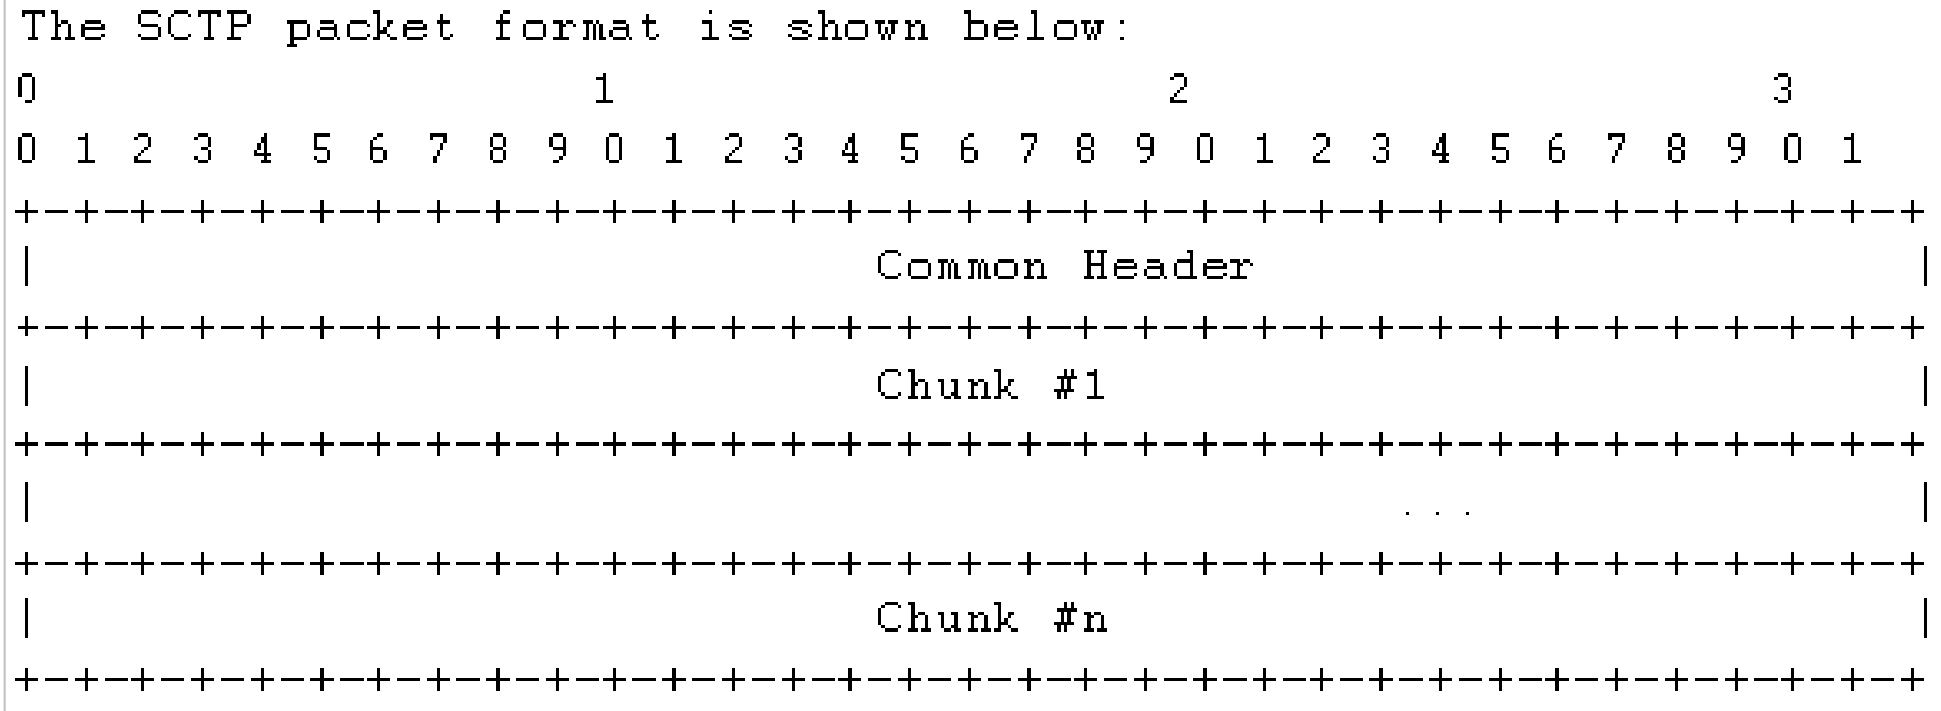 The SCTP packet format is shown below:
0                   1                   2                    3
0 1 2 3 4 5 6 7 8 9 0 1 2 3 4 5 6 7 8 9 0 1 2 3 4 5 6 7 8 9 0 1
+-+-+-+-+-+-+-+-+-+-+-+-+-+-+-+-+-+-+-+-+-+-+-+-+-+-+-+-+-+-+-+-+
|                             Common Header                      |
+-+-+-+-+-+-+-+-+-+-+-+-+-+-+-+-+-+-+-+-+-+-+-+-+-+-+-+-+-+-+-+-+
|                             Chunk #1                           |
+-+-+-+-+-+-+-+-+-+-+-+-+-+-+-+-+-+-+-+-+-+-+-+-+-+-+-+-+-+-+-+-+
|                                               ...              |
+-+-+-+-+-+-+-+-+-+-+-+-+-+-+-+-+-+-+-+-+-+-+-+-+-+-+-+-+-+-+-+-+
|                             Chunk #n                           |
+-+-+-+-+-+-+-+-+-+-+-+-+-+-+-+-+-+-+-+-+-+-+-+-+-+-+-+-+-+-+-+-+